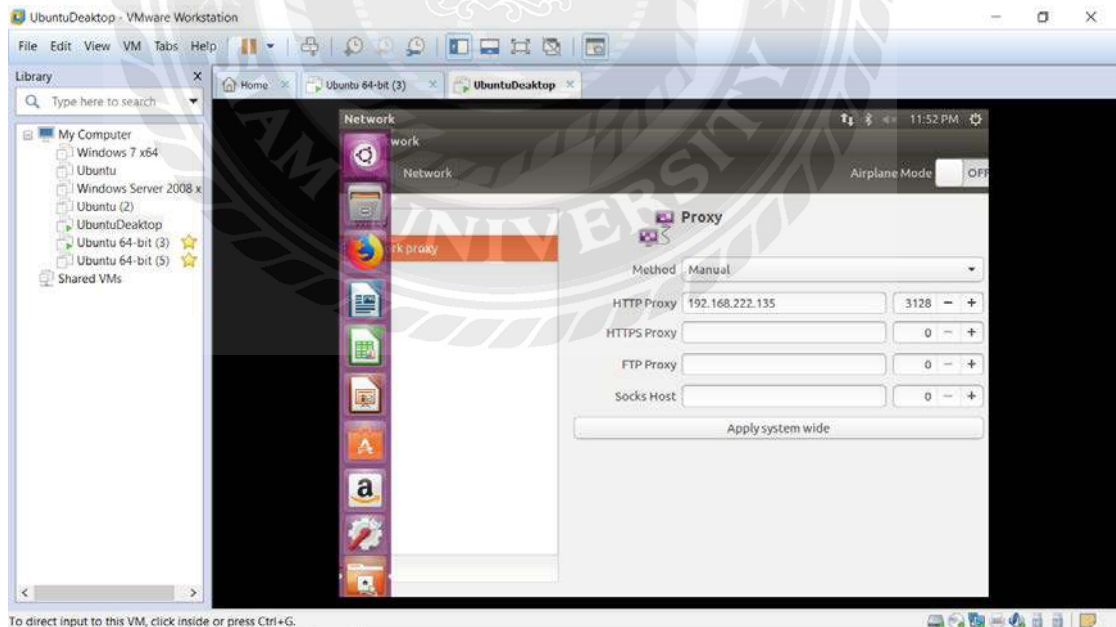 UbuntuDeaktop - VMware Workstation
File Edit View VM Tabs Help
Library X
Home Ubuntu 64-bit (3) UbuntuDeaktop
Type here to search
My Computer
Windows 7 x64
Ubuntu
Windows Server 2008 x
Ubuntu (2)
UbuntuDeaktop
Ubuntu 64-bit (3)
Ubuntu 64-bit (5)
Shared VMs
Network 11:52 PM
work
Network Airplane Mode OFF
Proxy
rk proxy
Method Manual
HTTP Proxy 192.168.222.135 3128 - +
HTTPS Proxy 0 - +
FTP Proxy 0 - +
Socks Host 0 - +
Apply system wide
a
UNIVERSITY
To direct input to this VM, click inside or press Ctrl+G.